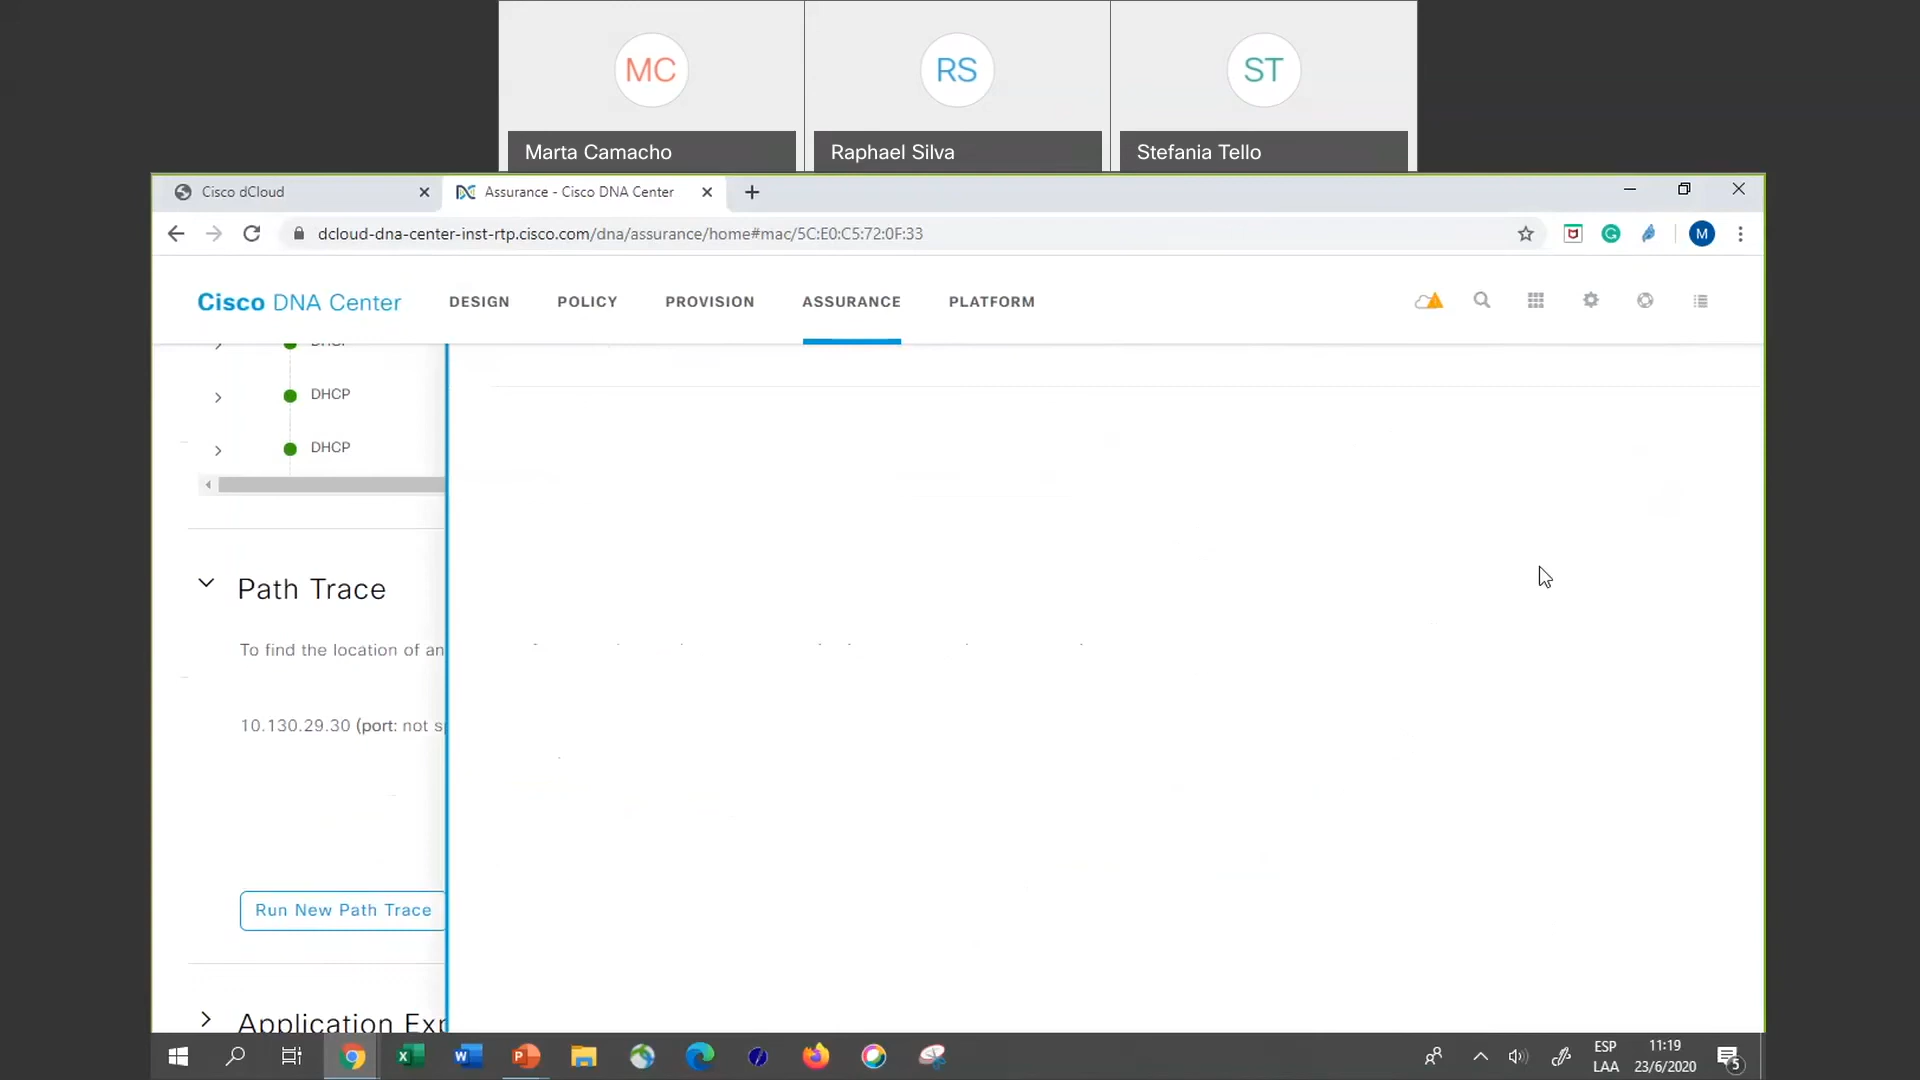 MC
RS
ST
Marta Camacho
Raphael Silva
Stefania Tello
Cisco dCloud
Assurance - Cisco DNA Center
dcloud-dna-center-inst-rtp.cisco.com/dna/assurance/home#mac/5C:E0:C5:72:0F:33
M
Cisco DNA Center
DESIGN
POLICY
PROVISION
ASSURANCE
PLATFORM
DHCP
DHCP
DHCP
Path Trace
To find the location of an
10.130.29.30 (port: not s
Run New Path Trace
Application Exp
ESP
LAA
11:19
23/6/2020
5